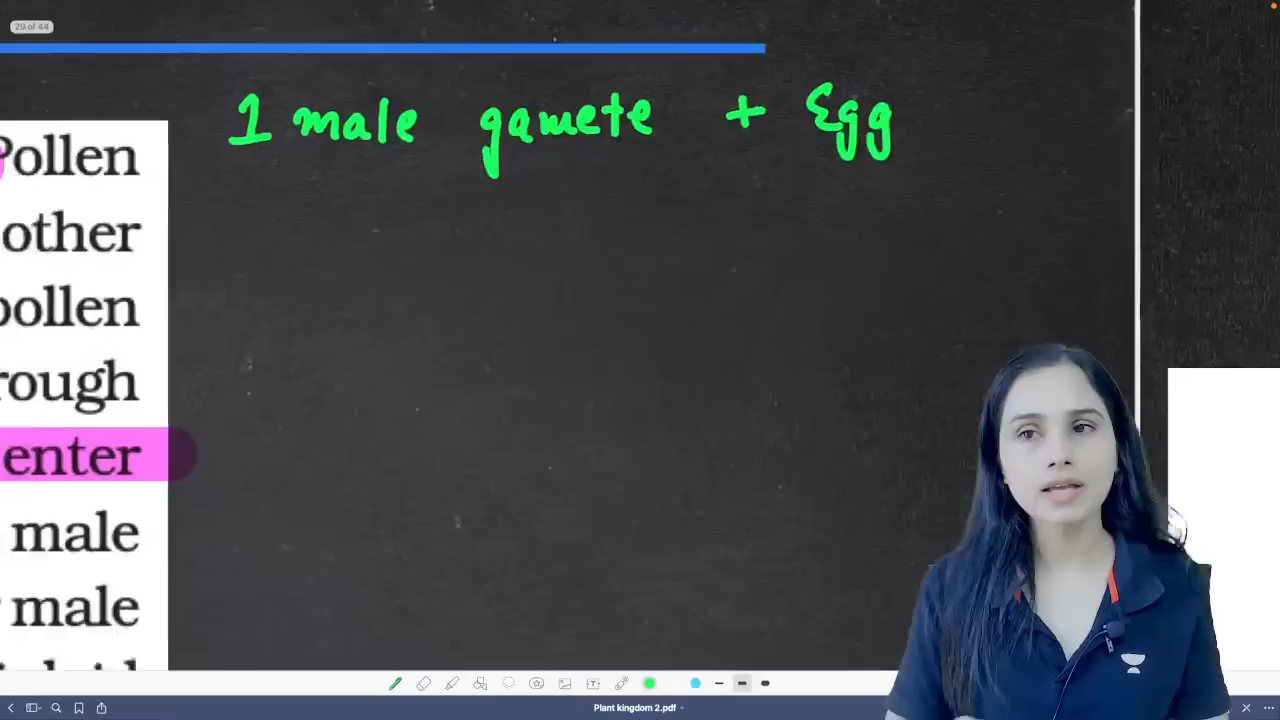 29 of 44
1 male gamete + Egg
Pollen
other
pollen
rough
enter
male
male
Plant kingdom 2.pdf